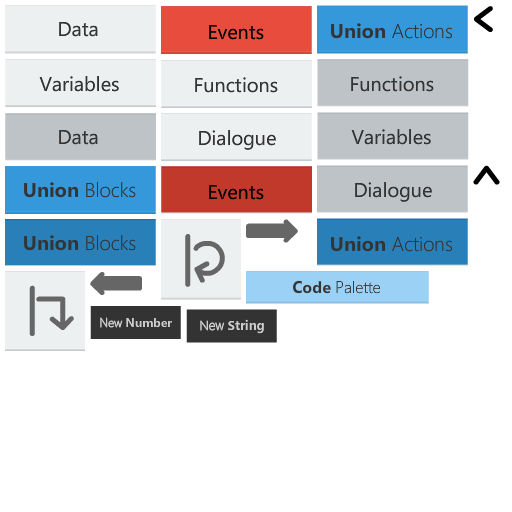 Data
Events
Union Actions
Variables
Functions
Functions
Data
Dialogue
Variables
Union Blocks
Events
Dialogue
Union Blocks
Union Actions
Code Palette
New Number
New String